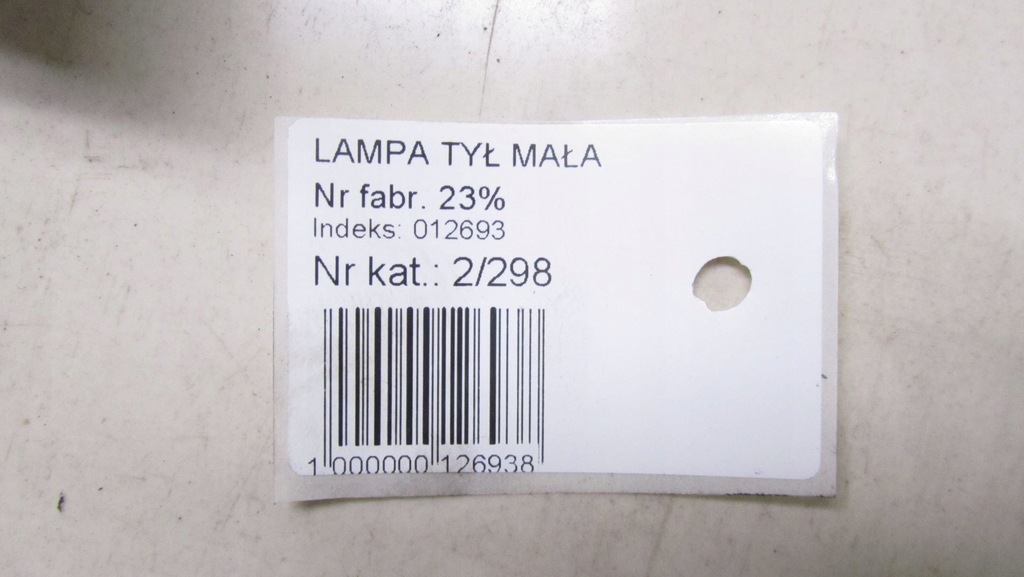 LAMPA TYŁ MAŁA
Nr fabr. 23%
Indeks: 012693
Nr kat.: 2/298
1 000000 126938